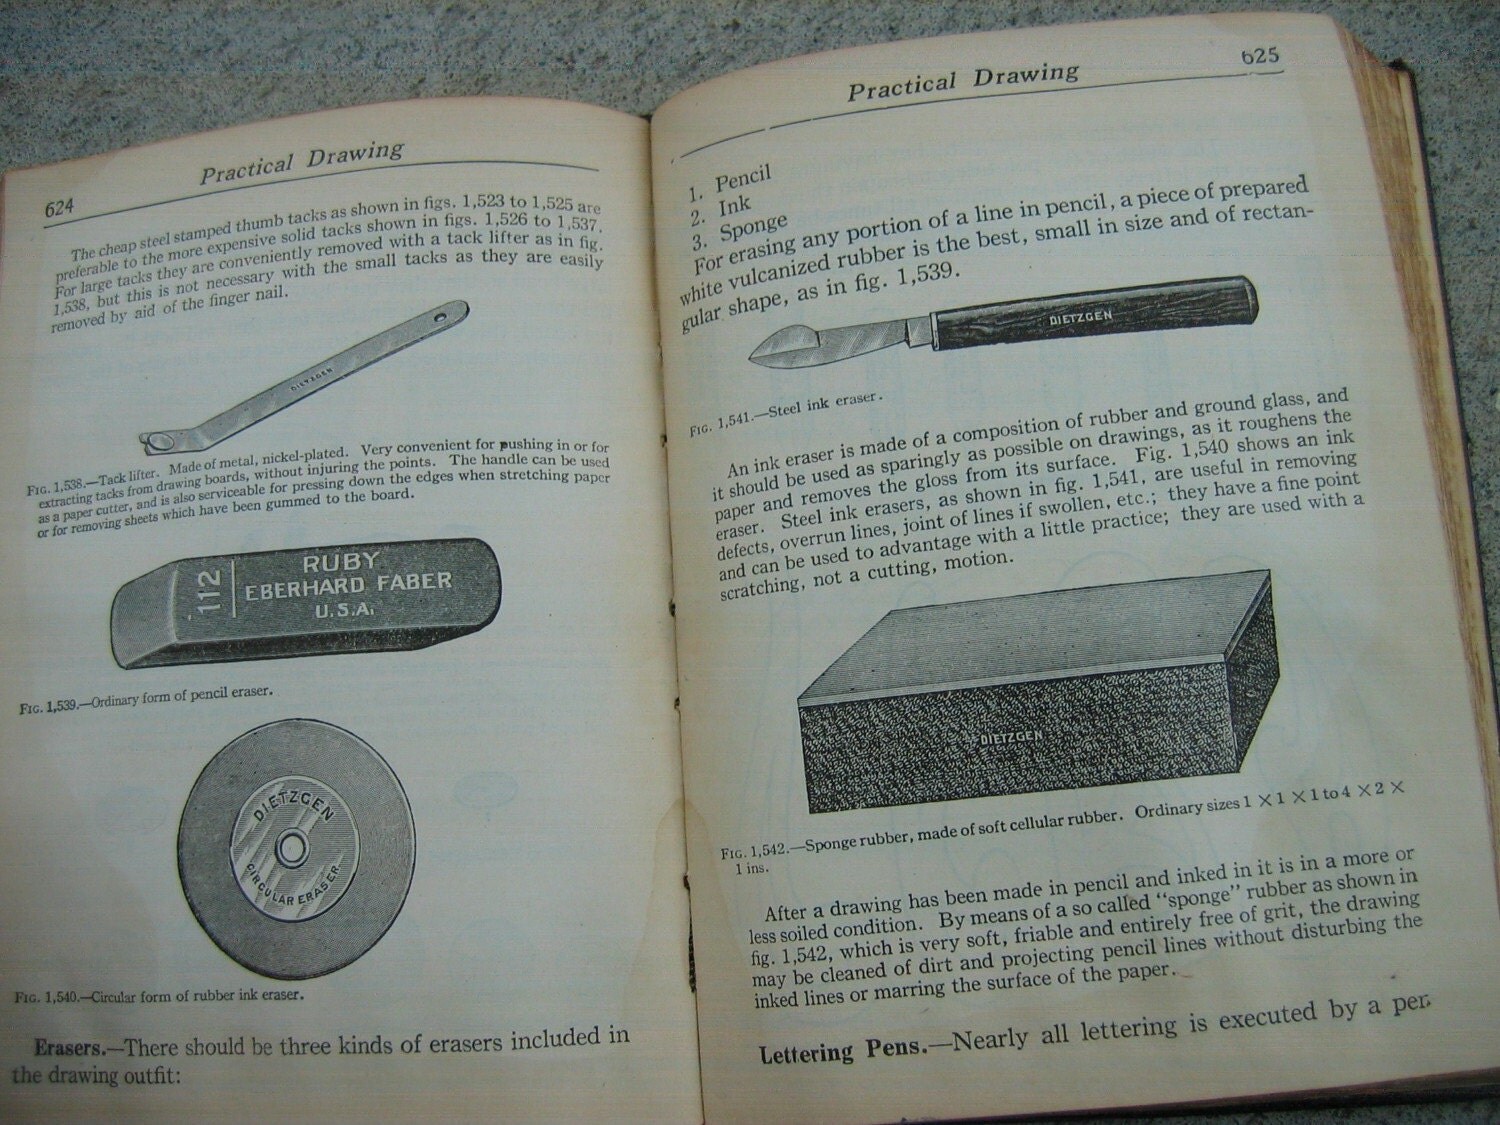 Practical Drawing
624
The cheap steel stamped thumb tacks as shown in figs. 1,523 to 1,525 are
preferable to the more expensive solid tacks shown in figs. 1,526 to 1,537.
For large tacks they are conveniently removed with a tack lifter as in fig.
1,538, but this is not necessary with the small tacks as they are easily
removed by aid of the finger nail.
DIETZGEN
FIG. 1,538.—Tack lifter. Made of metal, nickel-plated. Very convenient for pushing in or for
extracting tacks from drawing boards, without injuring the points. The handle can be used
as a paper cutter, and is also serviceable for pressing down the edges when stretching paper
or for removing sheets which have been gummed to the board.
112
RUBY
EBERHARD FABER
U.S.A.
FIG. 1,539.—Ordinary form of pencil eraser.
DIETZGEN
CIRCULAR ERASER
FIG. 1,540.—Circular form of rubber ink eraser.
Erasers.—There should be three kinds of erasers included in
the drawing outfit:
Practical Drawing
625
1. Pencil
2. Ink
3. Sponge
For erasing any portion of a line in pencil, a piece of prepared
white vulcanized rubber is the best, small in size and of rectan-
gular shape, as in fig. 1,539.
DIETZGEN
FIG. 1,541.—Steel ink eraser.
An ink eraser is made of a composition of rubber and ground glass, and
it should be used as sparingly as possible on drawings, as it roughens the
paper and removes the gloss from its surface. Fig. 1,540 shows an ink
eraser. Steel ink erasers, as shown in fig. 1,541, are useful in removing
defects, overrun lines, joint of lines if swollen, etc.; they have a fine point
and can be used to advantage with a little practice; they are used with a
scratching, not a cutting, motion.
DIETZGEN
FIG. 1,542.—Sponge rubber, made of soft cellular rubber. Ordinary sizes 1 × 1 × 1 to 4 × 2 ×
1 ins.
After a drawing has been made in pencil and inked in it is in a more or
less soiled condition. By means of a so called "sponge" rubber as shown in
fig. 1,542, which is very soft, friable and entirely free of grit, the drawing
may be cleaned of dirt and projecting pencil lines without disturbing the
inked lines or marring the surface of the paper.
Lettering Pens.—Nearly all lettering is executed by a pen